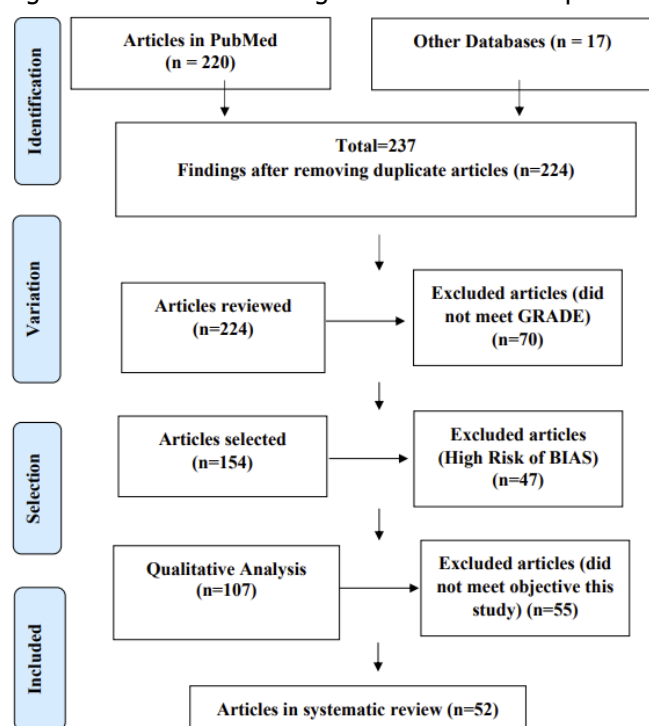 Identification
Articles in PubMed
(n = 220)
Other Databases (n = 17)
Total=237
Findings after removing duplicate articles (n=224)
Variation
Articles reviewed
(n=224)
Excluded articles (did
not meet GRADE)
(n=70)
Selection
Articles selected
(n=154)
Excluded articles
(High Risk of BIAS)
(n=47)
Qualitative Analysis
(n=107)
Excluded articles (did
not meet objective this
study) (n=55)
Included
Articles in systematic review (n=52)